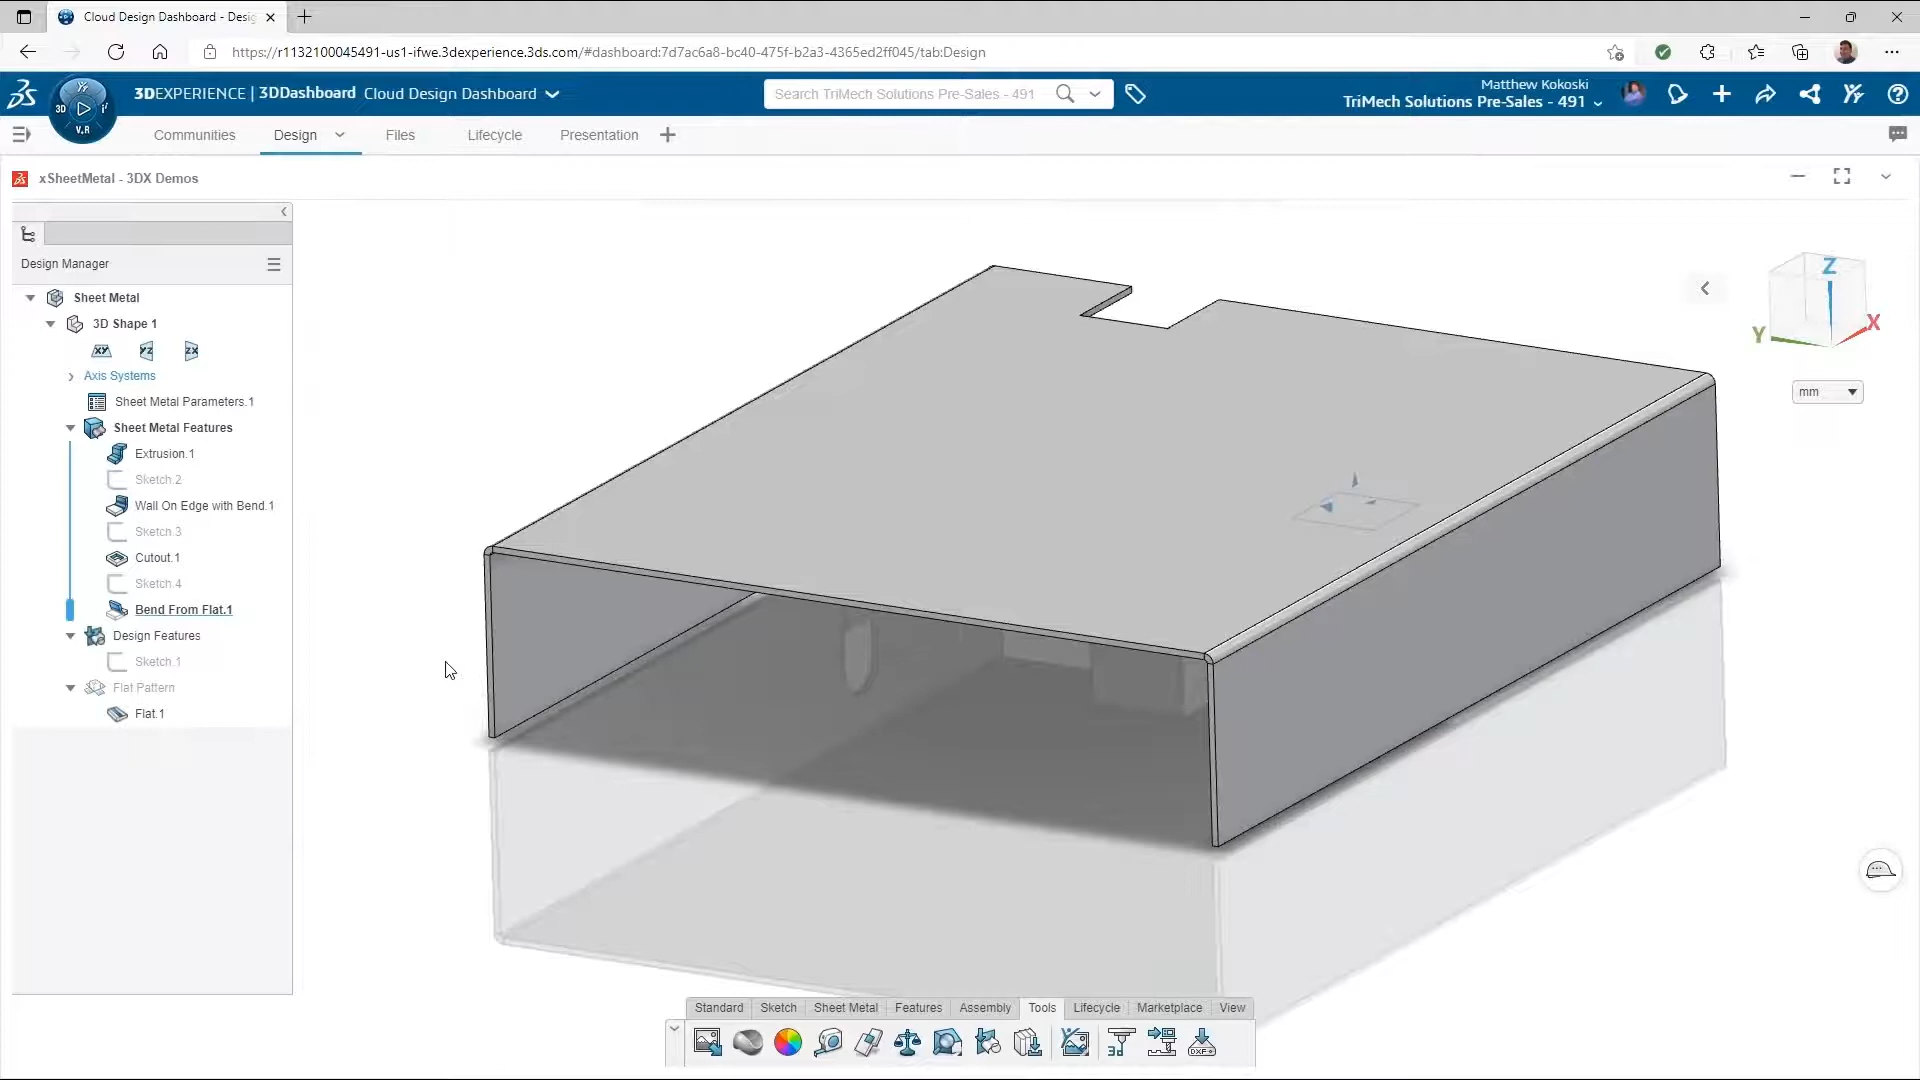 Cloud Design Dashboard - Desig
https://r1132100045491-us1-ifwe.3dexperience.3ds.com/#dashboard:7d7ac6a8-bc40-475f-b2a3-4365ed2ff045/tab:Design
3D
V.R
3DEXPERIENCE | 3DDashboard Cloud Design Dashboard
Search TriMech Solutions Pre-Sales - 491
Matthew Kokoski
TriMech Solutions Pre-Sales - 491
Communities
Design
Files
Lifecycle
Presentation
xSheetMetal - 3DX Demos
Design Manager
Sheet Metal
3D Shape 1
XY
YZ
ZX
Axis Systems
Sheet Metal Parameters.1
Sheet Metal Features
Extrusion.1
Sketch.2
Wall On Edge with Bend.1
Sketch.3
Cutout.1
Sketch.4
Bend From Flat.1
Design Features
Sketch.1
Flat Pattern
Flat.1
Z
Y
X
mm
Standard
Sketch
Sheet Metal
Features
Assembly
Tools
Lifecycle
Marketplace
View
3d
DXF